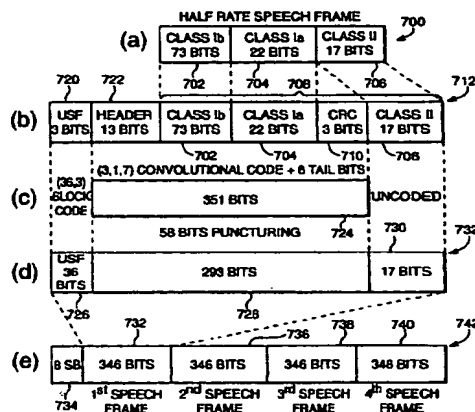 HALF RATE SPEECH FRAME
(a) CLASS Ib 73 BITS CLASS Ia 22 BITS CLASS II 17 BITS 700
720 722 702 704 708 706 712
(b) USF 3 BITS HEADER 13 BITS CLASS Ib 73 BITS CLASS Ia 22 BITS CRC 3 BITS CLASS II 17 BITS
702 704 710 706
(3,1,7) CONVOLUTIONAL CODE + 6 TAIL BITS
(c) (36,3) BLOCK CODE 351 BITS UNCODED
724
58 BITS PUNCTURING 730 732
(d) USF 36 BITS 293 BITS 17 BITS
726 728
732 736 738 740 742
(e) 8 SB 346 BITS 346 BITS 346 BITS 346 BITS
734 1st SPEECH FRAME 2nd SPEECH FRAME 3rd SPEECH FRAME 4th SPEECH FRAME